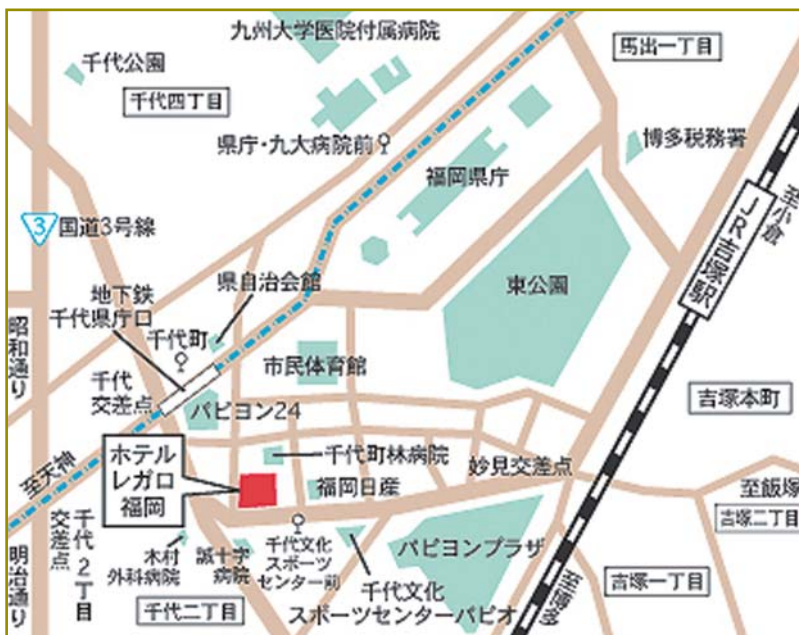 九州大学医院付属病院
馬出一丁目
千代公園
千代四丁目
県庁・九大病院前
博多税務署
福岡県庁
至小倉
JR吉塚駅
3
国道3号線
県自治会館
地下鉄
千代県庁口
千代町
東公園
昭和通り
市民体育館
千代
交差点
パピヨン24
吉塚本町
ホテル
レガロ
福岡
千代町林病院
妙見交差点
至天神
福岡日産
至飯塚
吉塚二丁目
千代2丁目
交差点
明治通り
木村
外科病院
誠十字
病院
千代文化
スポーツ
センター前
パピヨンプラザ
千代文化
スポーツセンターパピオ
至博多
吉塚一丁目
千代二丁目